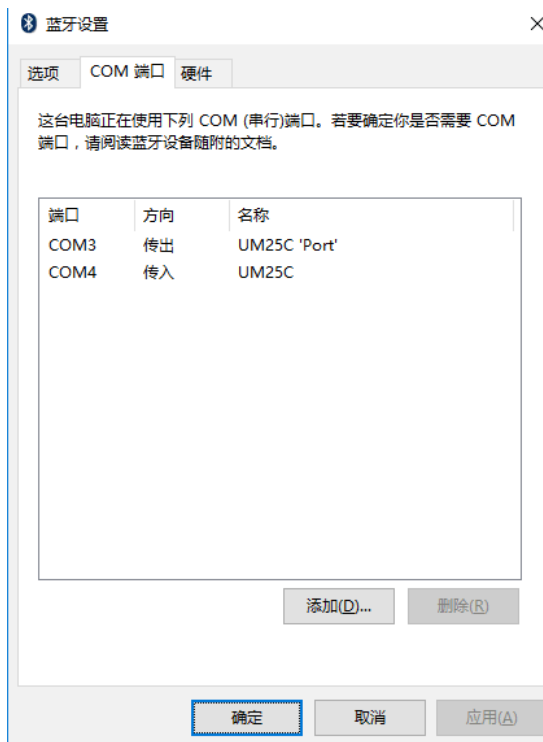 蓝牙设置
选项 COM 端口 硬件
这台电脑正在使用下列 COM (串行)端口。若要确定你是否需要 COM
端口，请阅读蓝牙设备随附的文档。
端口 方向 名称
COM3 传出 UM25C 'Port'
COM4 传入 UM25C
添加(D)... 删除(R)
确定 取消 应用(A)